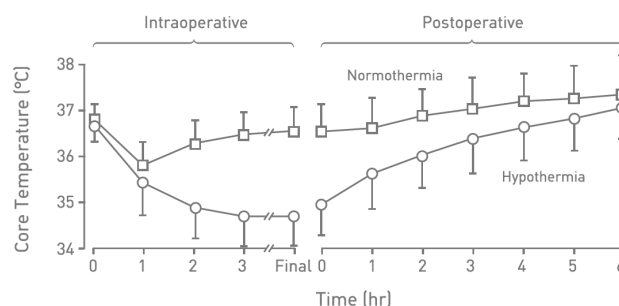 Intraoperative
Postoperative
Core Temperature (°C)
38
37
36
35
34
Normothermia
Hypothermia
0 1 2 3 Final 0 1 2 3 4 5
Time (hr)